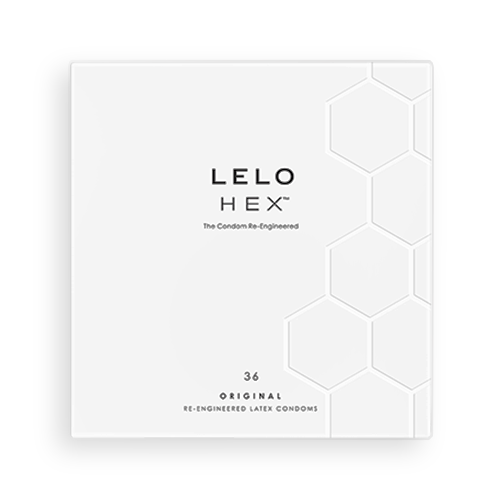 LELO
HEX™
The Condom Re-Engineered
36
ORIGINAL
RE-ENGINEERED LATEX CONDOMS